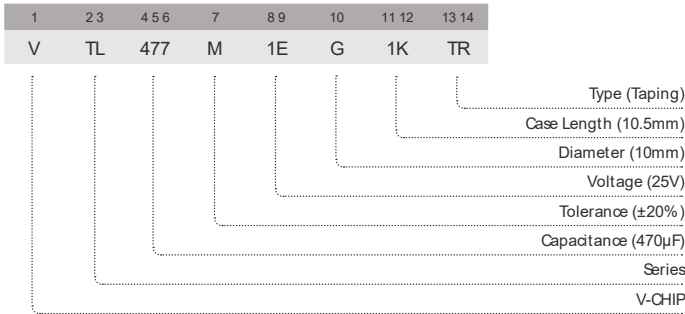 1 2 3 4 5 6 7 8 9 10 11 12 13 14
V TL 477 M 1E G 1K TR
Type (Taping)
Case Length (10.5mm)
Diameter (10mm)
Voltage (25V)
Tolerance (±20%)
Capacitance (470µF)
Series
V-CHIP